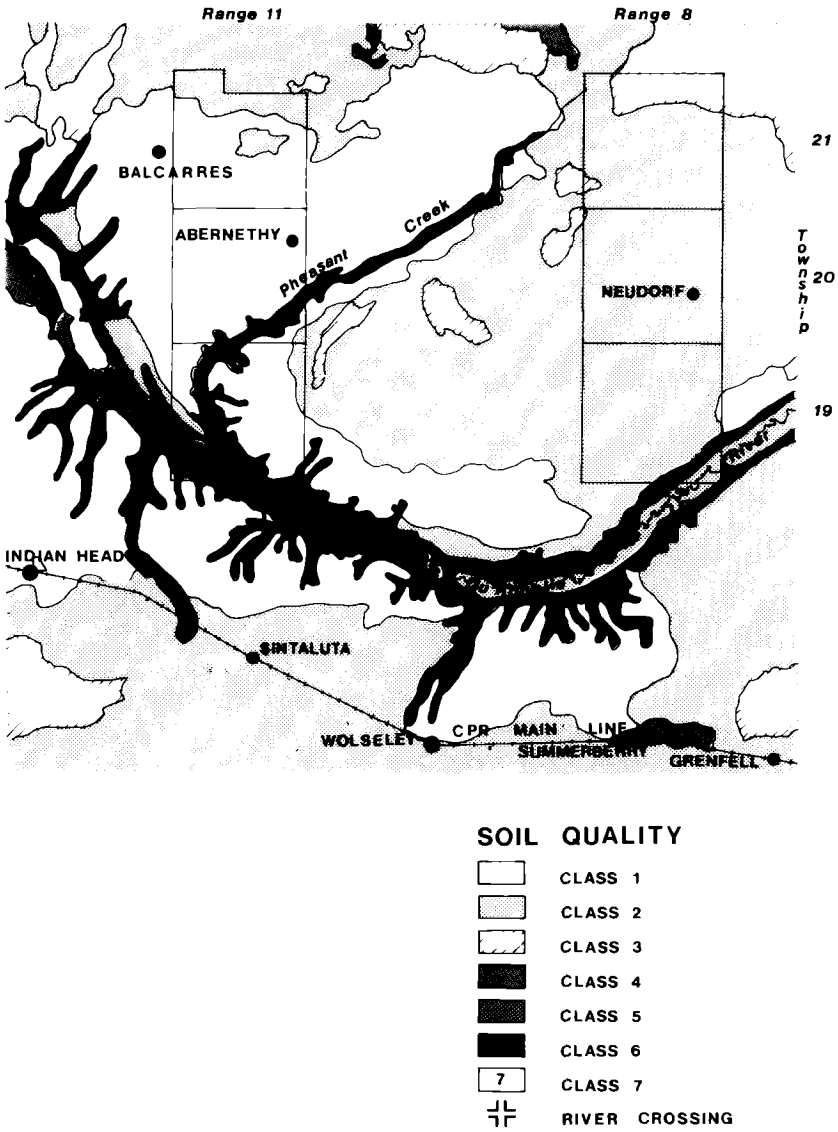 Range 11
Range 8
21
BALCARRES
ABERNETHY
Pheasant Creek
Township
20
NEUDORF
19
River
INDIAN HEAD
SINTALUTA
WOLSELEY
CPR MAIN LINE
SUMMERBERRY
GRENFELL
SOIL QUALITY
CLASS 1
CLASS 2
CLASS 3
CLASS 4
CLASS 5
CLASS 6
7 CLASS 7
RIVER CROSSING